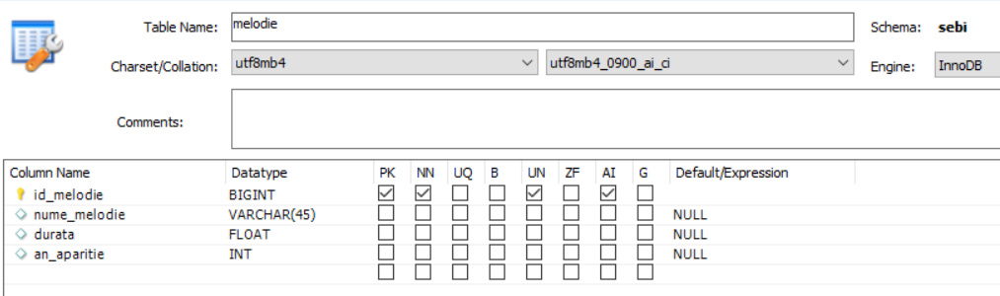 Table Name: melodie Schema: sebi
Charset/Collation: utf8mb4 utf8mb4_0900_ai_ci Engine: InnoDB
Comments:
Column Name Datatype PK NN UQ B UN ZF AI G Default/Expression
id_melodie BIGINT
nume_melodie VARCHAR(45) NULL
durata FLOAT NULL
an_aparitie INT NULL